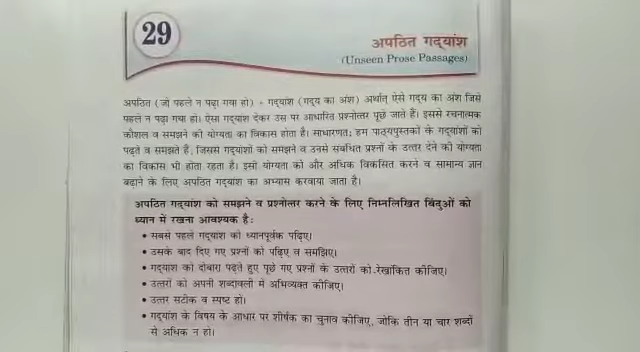 29
अपठित गद्यांश
(Unseen Prose Passages)
अपठित (जो पहले न पढ़ा गया हो) + गद्यांश (गद्य का अंश) अर्थात् ऐसे गद्य का अंश जिसे
पहले न पढ़ा गया हो। ऐसा गद्यांश देकर उस पर आधारित प्रश्नोत्तर पूछे जाते हैं। इससे रचनात्मक
कौशल व समझने की योग्यता का विकास होता है। साधारणतः हम पाठ्यपुस्तकों के गद्यांशों को
पढ़ते व समझते हैं, जिससे गद्यांशों को समझने व उनसे संबंधित प्रश्नों के उत्तर देने की योग्यता
का विकास भी होता रहता है। इसी योग्यता को और अधिक विकसित करने व सामान्य ज्ञान
बढ़ाने के लिए अपठित गद्यांश का अभ्यास करवाया जाता है।
अपठित गद्यांश को समझने व प्रश्नोत्तर करने के लिए निम्नलिखित बिंदुओं को
ध्यान में रखना आवश्यक है:
• सबसे पहले गद्यांश को ध्यानपूर्वक पढ़िए।
• उसके बाद दिए गए प्रश्नों को पढ़िए व समझिए।
• गद्यांश को दोबारा पढ़ते हुए पूछे गए प्रश्नों के उत्तरों को रेखांकित कीजिए।
• उत्तरों को अपनी शब्दावली में अभिव्यक्त कीजिए।
• उत्तर सटीक व स्पष्ट हो।
• गद्यांश के विषय के आधार पर शीर्षक का चुनाव कीजिए, जोकि तीन या चार शब्दों
से अधिक न हो।